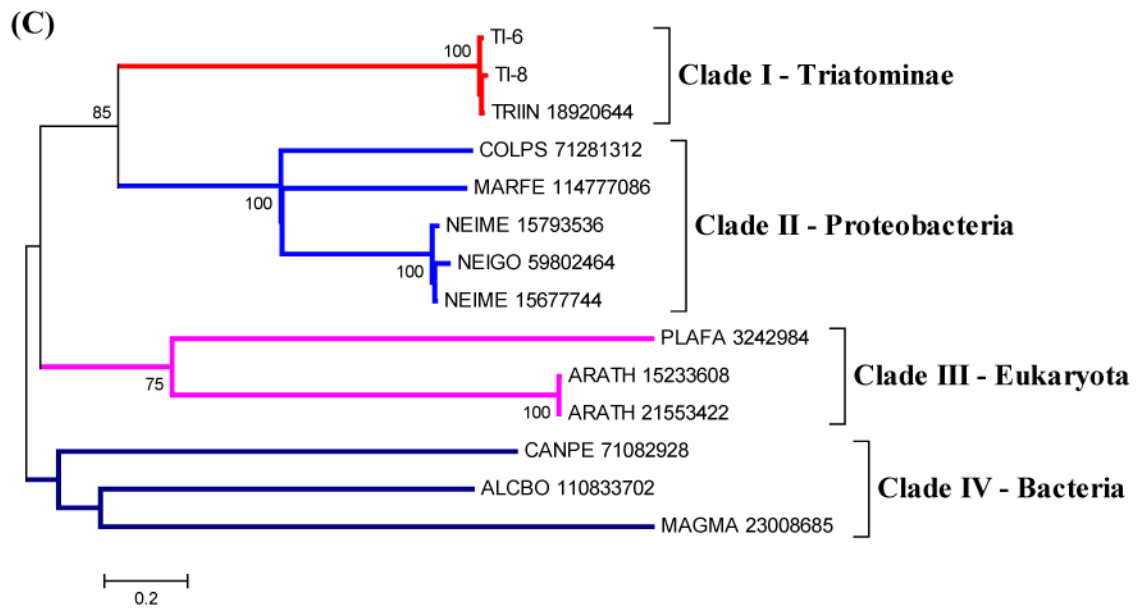 (C)
TI-6
100
TI-8
Clade I - Triatominae
85
TRIIN 18920644
COLPS 71281312
MARFE 114777086
100
NEIME 15793536
Clade II - Proteobacteria
NEIGO 59802464
100
NEIME 15677744
PLAFA 3242984
ARATH 15233608
75
Clade III - Eukaryota
100
ARATH 21553422
CANPE 71082928
ALCBO 110833702
Clade IV - Bacteria
MAGMA 23008685
0.2